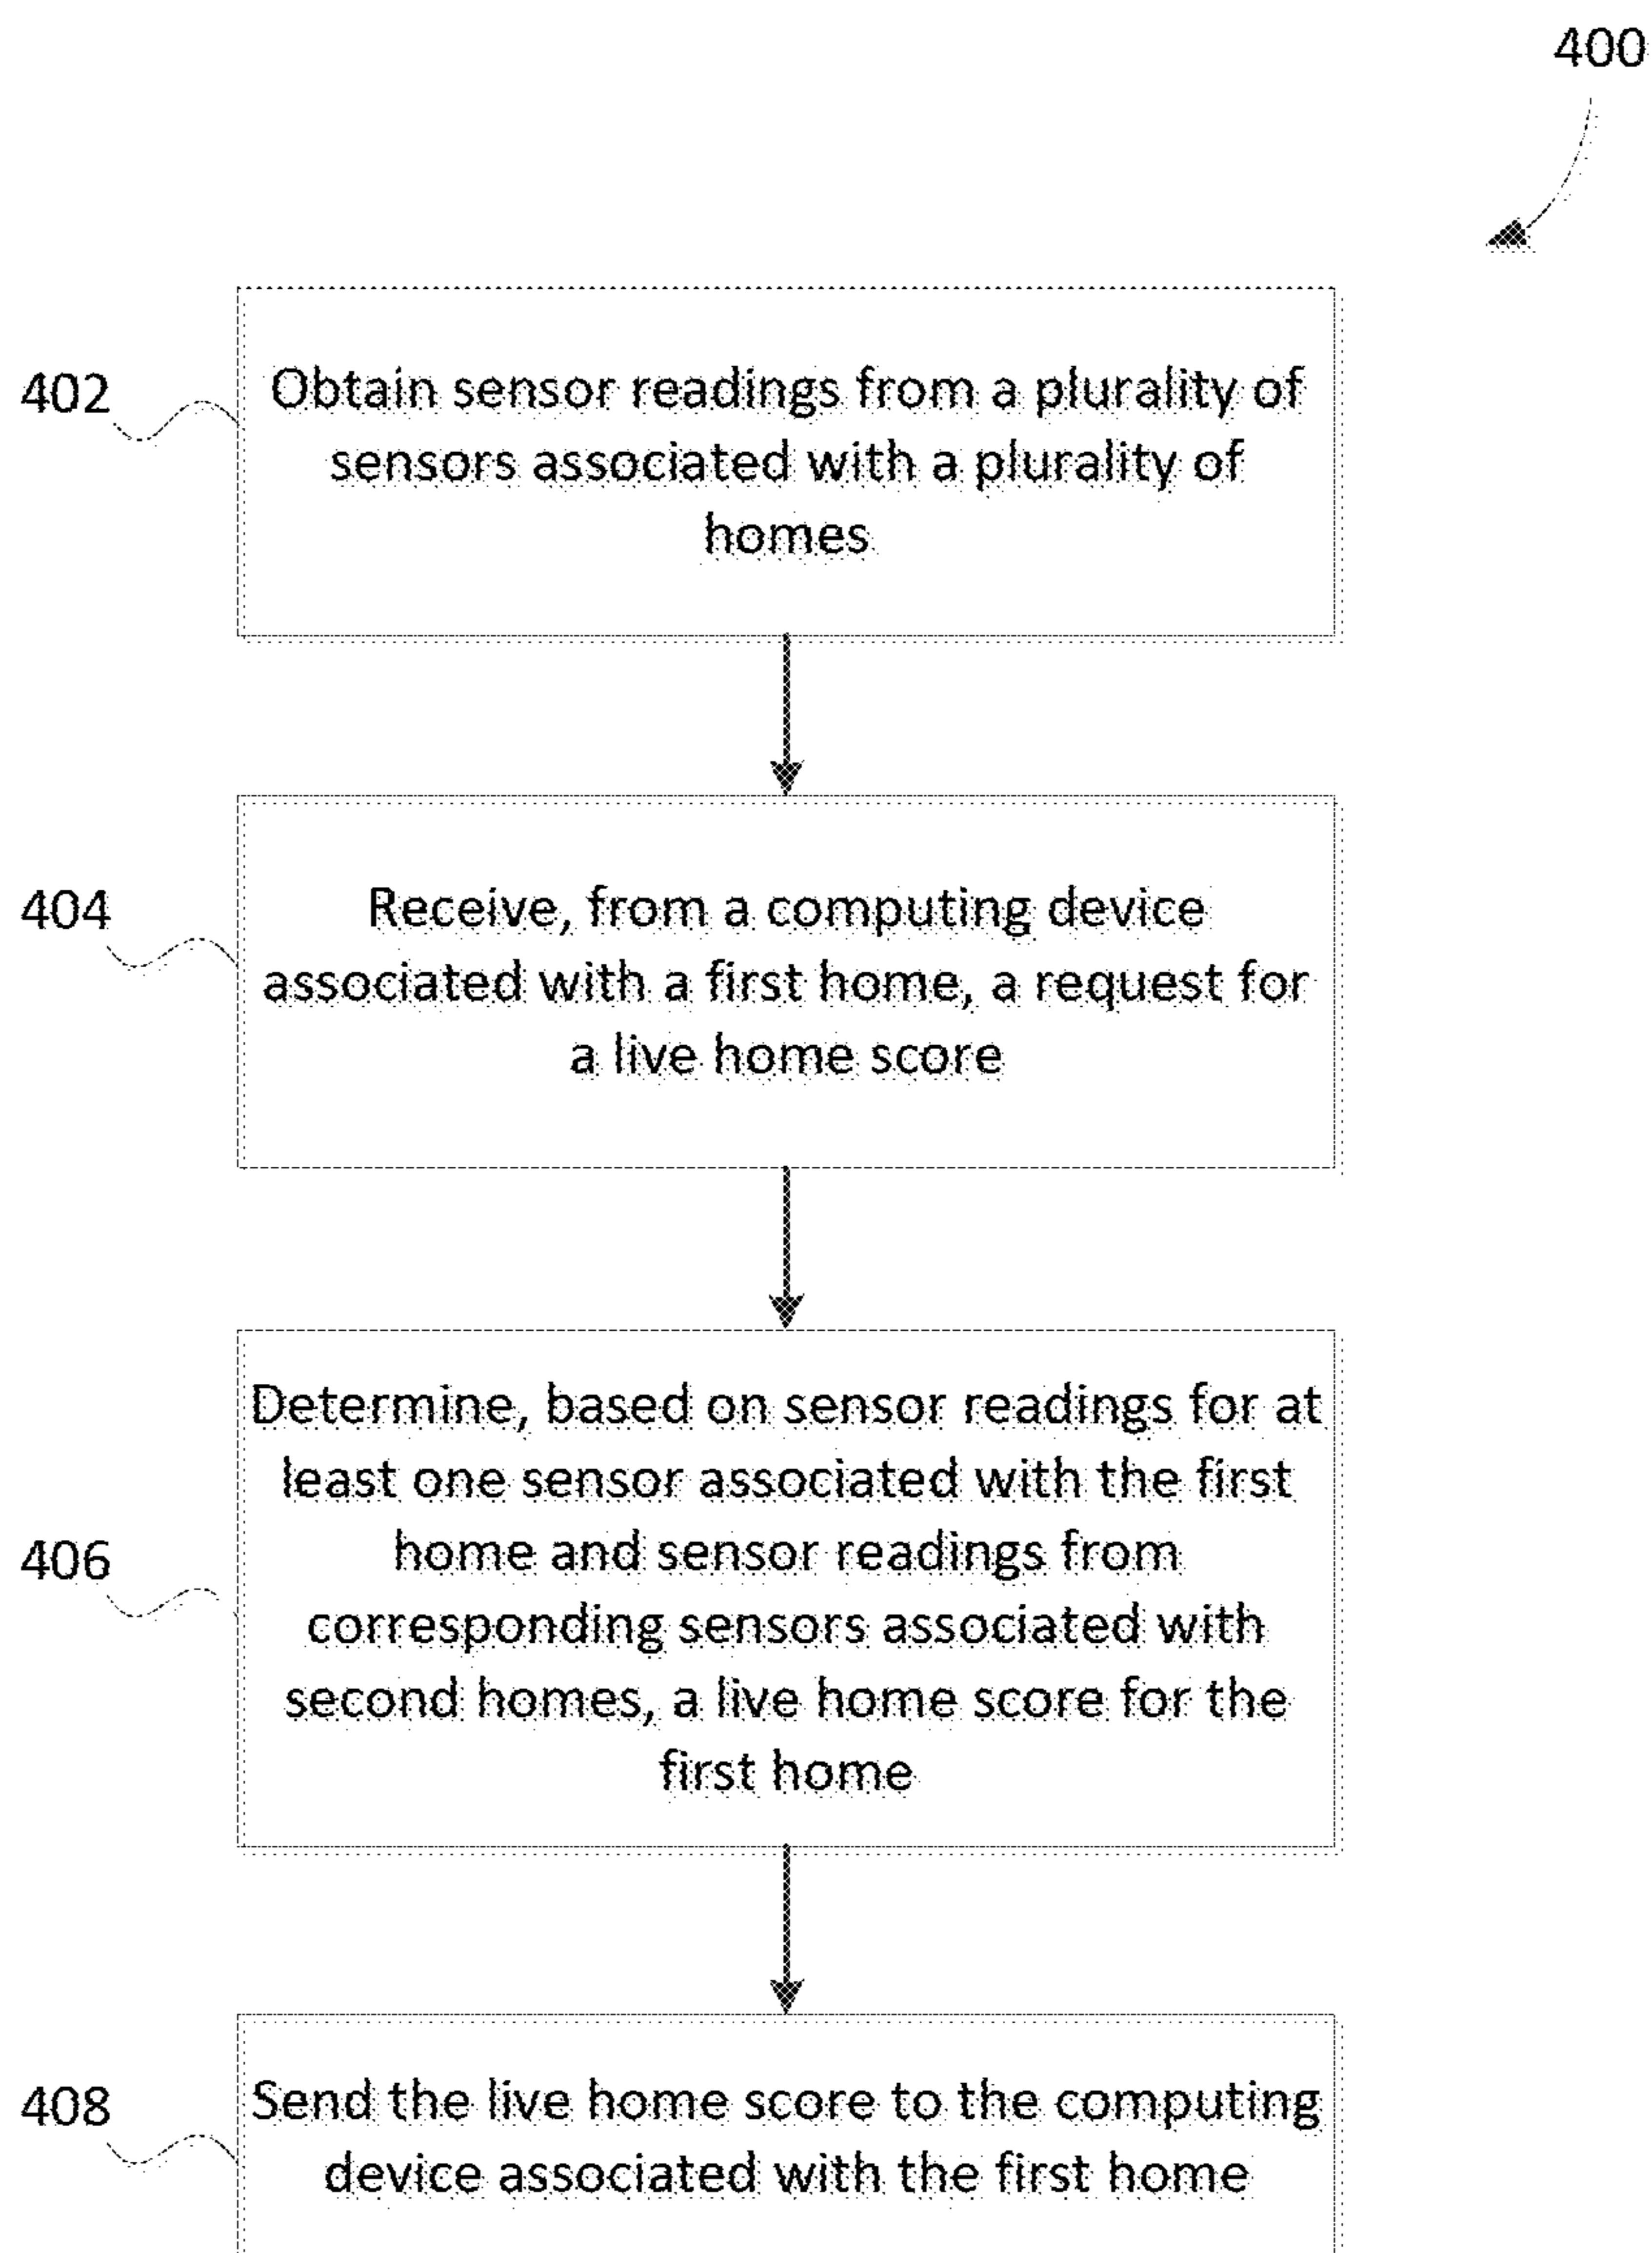 400
402
Obtain sensor readings from a plurality of
sensors associated with a plurality of
homes
404
Receive, from a computing device
associated with a first home, a request for
a live home score
406
Determine, based on sensor readings for at
least one sensor associated with the first
home and sensor readings from
corresponding sensors associated with
second homes, a live home score for the
first home
408
Send the live home score to the computing
device associated with the first home